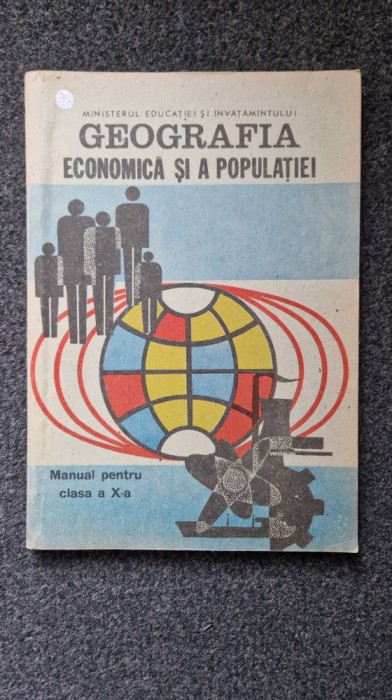 MINISTERUL EDUCAȚIEI ȘI ÎNVĂȚĂMÎNTULUI
GEOGRAFIA
ECONOMICĂ ȘI A POPULAȚIEI
Manual pentru
clasa a X-a